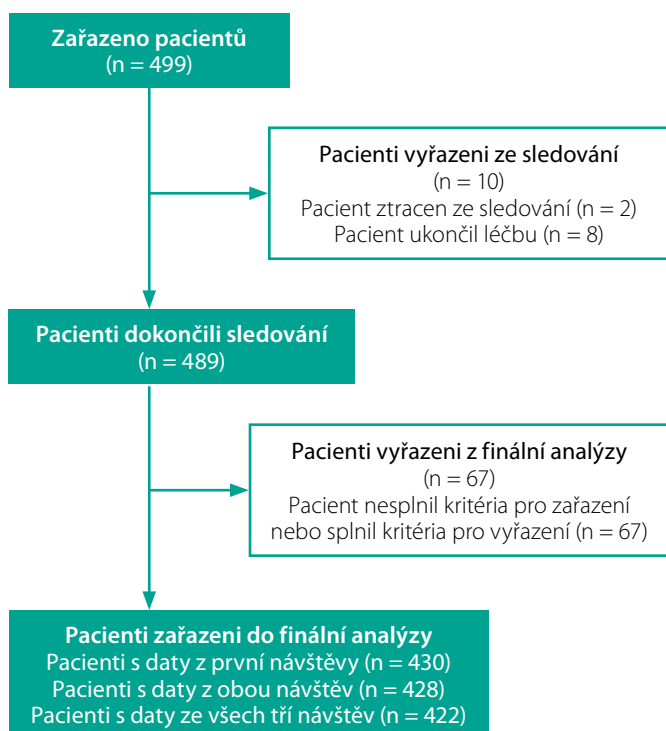 Zařazeno pacientů
(n = 499)
Pacienti vyřazeni ze sledování
(n = 10)
Pacient ztracen ze sledování (n = 2)
Pacient ukončil léčbu (n = 8)
Pacienti dokončili sledování
(n = 489)
Pacienti vyřazeni z finální analýzy
(n = 67)
Pacient nesplnil kritéria pro zařazení
nebo splnil kritéria pro vyřazení (n = 67)
Pacienti zařazeni do finální analýzy
Pacienti s daty z první návštěvy (n = 430)
Pacienti s daty z obou návštěv (n = 428)
Pacienti s daty ze všech tří návštěv (n = 422)